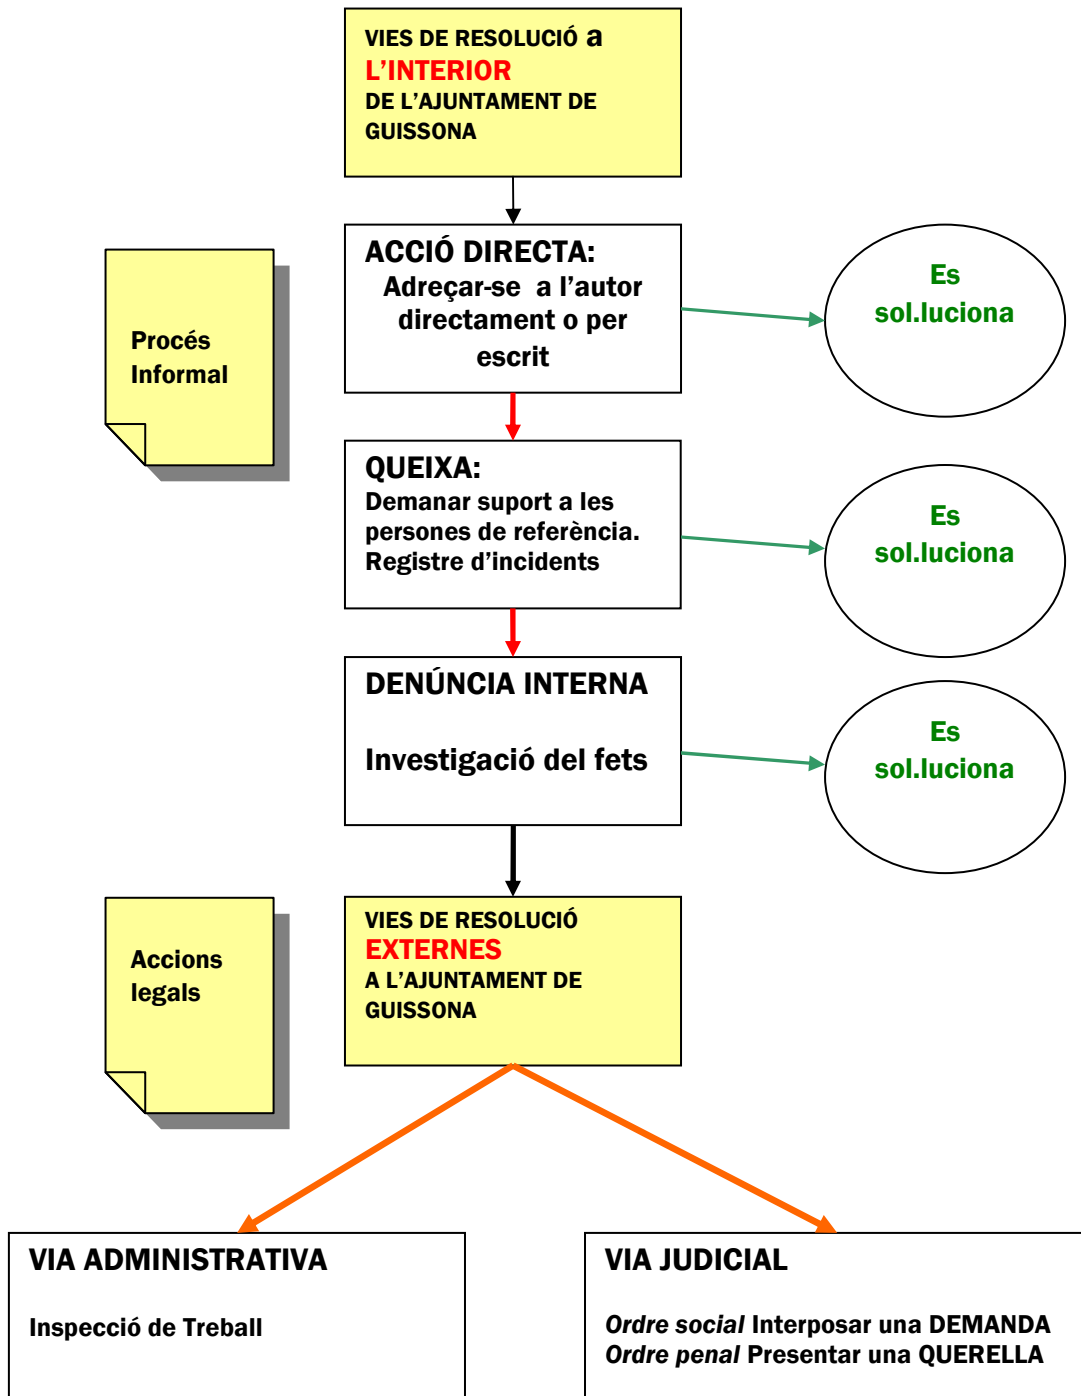 VIES DE RESOLUCIÓ a
L’INTERIOR
DE L’AJUNTAMENT DE
GUISSONA
ACCIÓ DIRECTA:
Adreçar-se a l’autor
directament o per
escrit
Es
sol.luciona
Procés
Informal
QUEIXA:
Demanar suport a les
persones de referència.
Registre d’incidents
Es
sol.luciona
DENÚNCIA INTERNA
Investigació del fets
Es
sol.luciona
Accions
legals
VIES DE RESOLUCIÓ
EXTERNES
A L’AJUNTAMENT DE
GUISSONA
VIA ADMINISTRATIVA
Inspecció de Treball
VIA JUDICIAL
Ordre social Interposar una DEMANDA
Ordre penal Presentar una QUERELLA